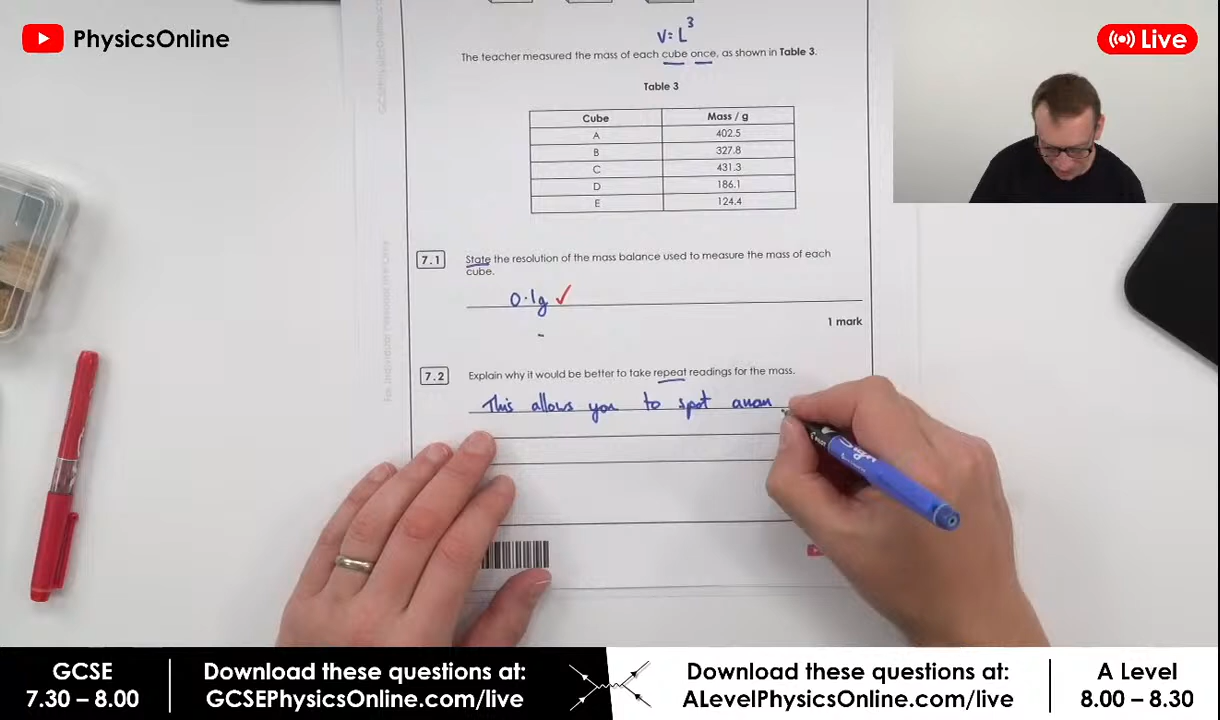 PhysicsOnline
Live
V = L³
The teacher measured the mass of each cube once, as shown in Table 3.
Table 3
Cube Mass / g
A 402.5
B 327.8
C 431.3
D 186.1
E 124.4
7.1 State the resolution of the mass balance used to measure the mass of each
cube.
0.1g ✓
1 mark
7.2 Explain why it would be better to take repeat readings for the mass.
This allows you to spot anom
GCSE
7.30 – 8.00
Download these questions at:
GCSEPhysicsOnline.com/live
Download these questions at:
ALevelPhysicsOnline.com/live
A Level
8.00 – 8.30